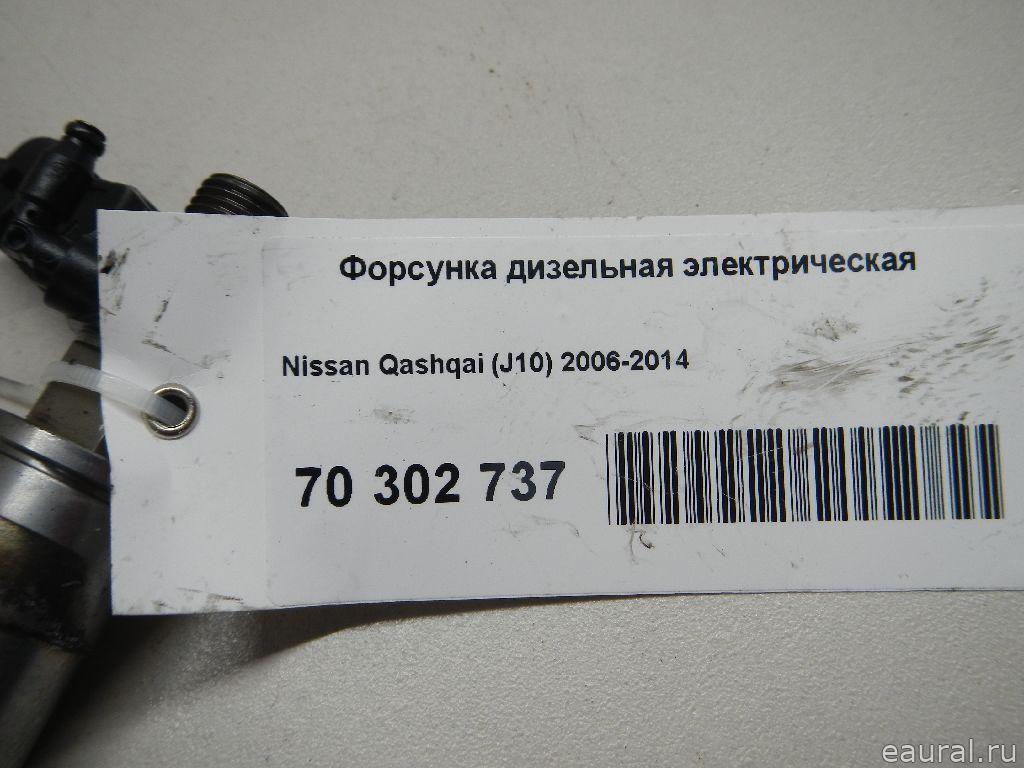 Форсунка дизельная электрическая
Nissan Qashqai (J10) 2006-2014
70 302 737
eaural.ru